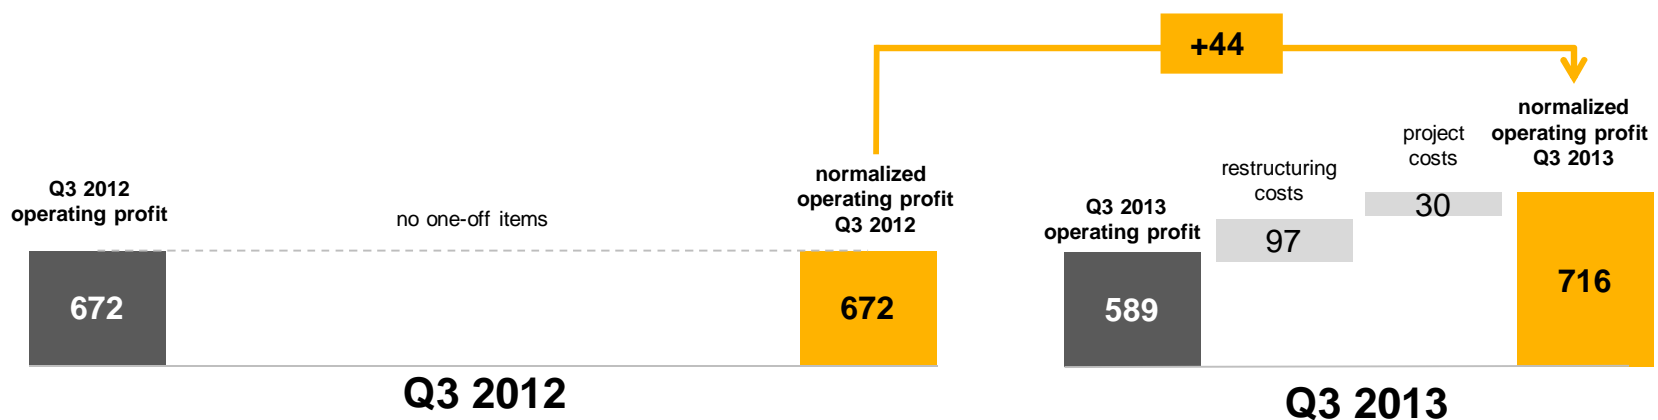 +44
Q3 2012
operating profit
no one-off items
normalized
operating profit
Q3 2012
672
672
Q3 2012
Q3 2013
operating profit
restructuring
costs
project
costs
normalized
operating profit
Q3 2013
589
97
30
716
Q3 2013